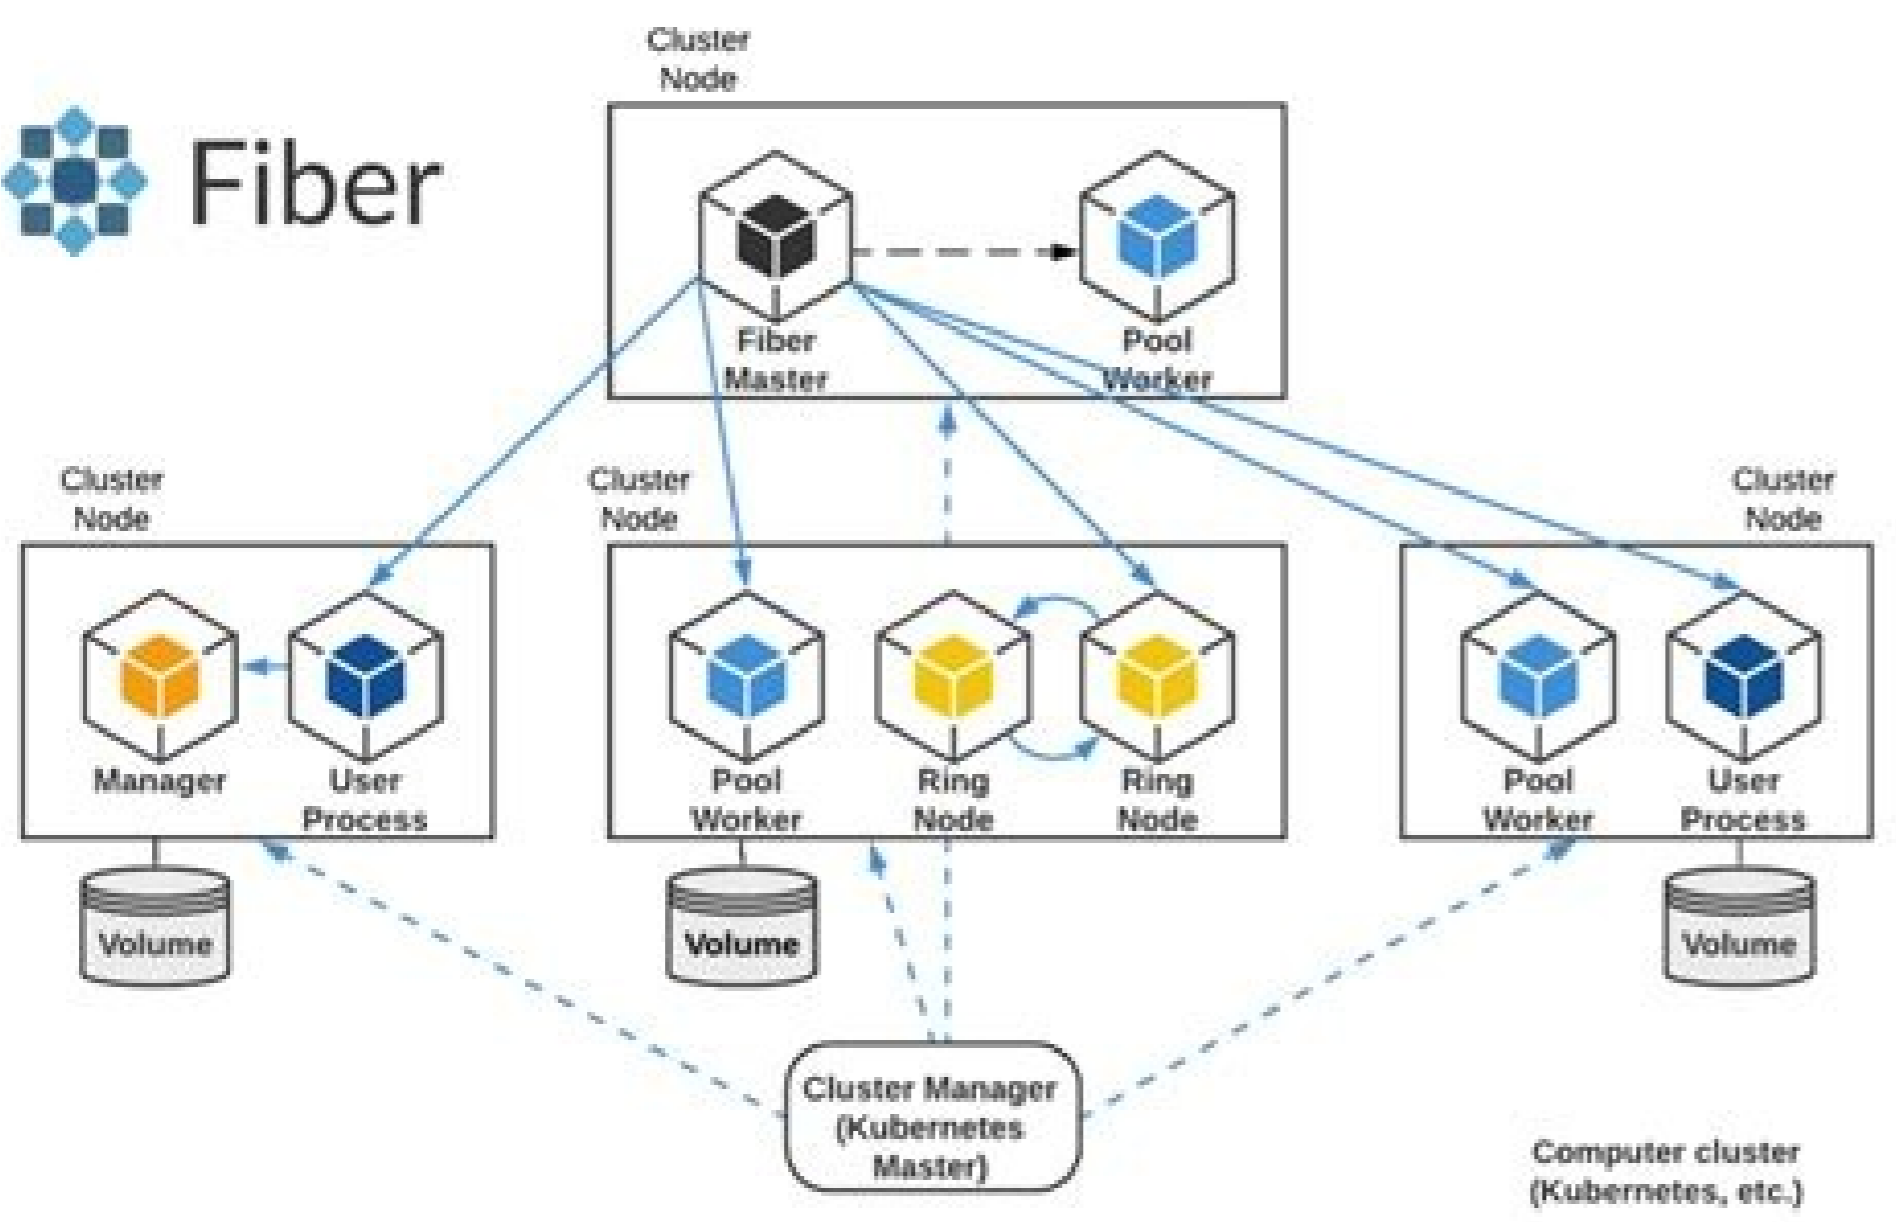 Cluster
Node
Fiber
Fiber
Master
Pool
Worker
Cluster
Node
Cluster
Node
Cluster
Node
Manager
User
Process
Pool
Worker
Ring
Node
Ring
Node
Pool
Worker
User
Process
Volume
Volume
Volume
Cluster Manager
(Kubernetes
Master)
Computer cluster
(Kubernetes, etc.)